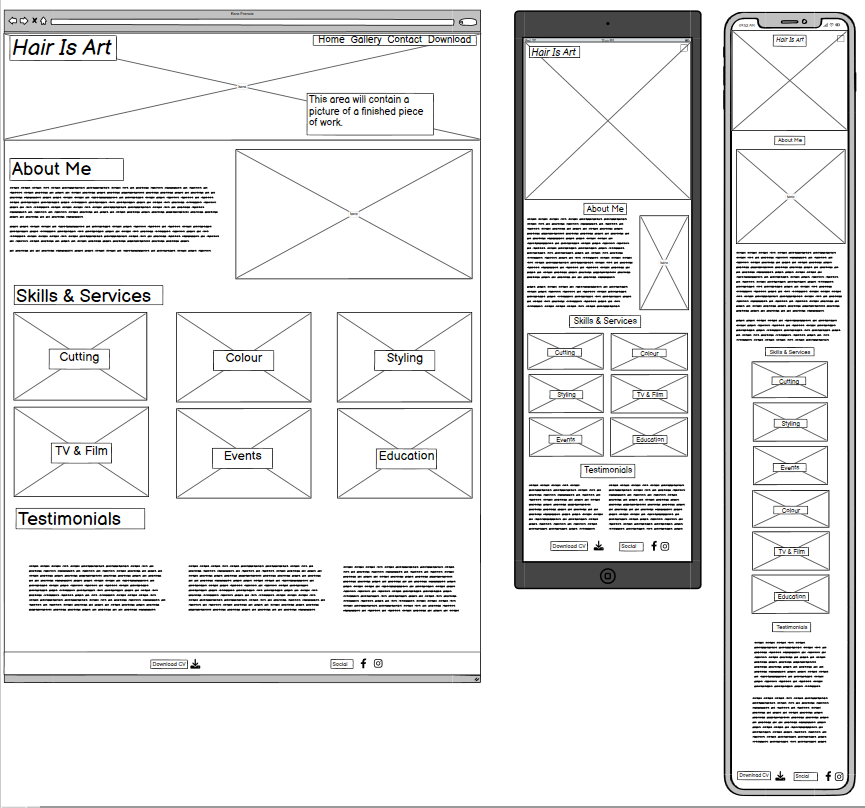 Hair Is Art
Home Gallery Contact Download
This area will contain a
picture of a finished piece
of work.
About Me
Skills & Services
Cutting
Colour
Styling
TV & Film
Events
Education
Testimonials
Download CV
Social
Hair Is Art
About Me
Skills & Services
Cutting
Colour
Styling
TV & Film
Events
Education
Testimonials
Download CV
Social
Hair Is Art
About Me
Skills & Services
Cutting
Styling
Events
Colour
TV & Film
Education
Testimonials
Download CV
Social